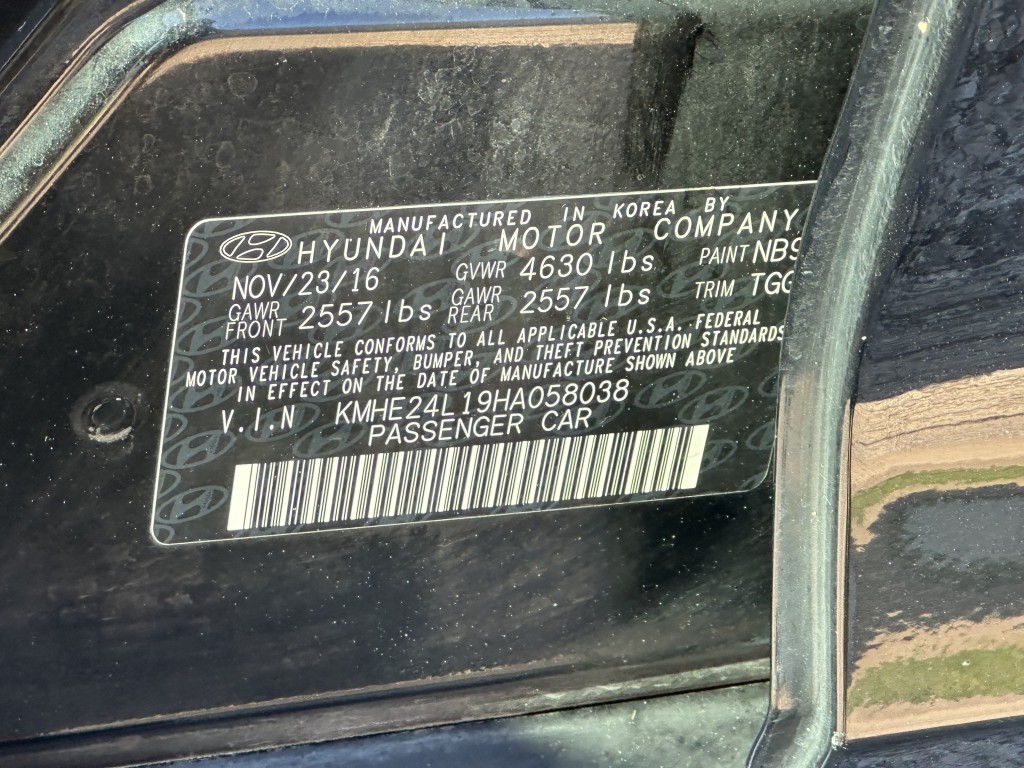 MANUFACTURED IN KOREA BY
HYUNDAI MOTOR COMPANY
NOV/23/16 GVWR 4630 lbs PAINT NB9
GAWR FRONT 2557 lbs GAWR REAR 2557 lbs TRIM TGG
THIS VEHICLE CONFORMS TO ALL APPLICABLE U.S.A. FEDERAL
MOTOR VEHICLE SAFETY, BUMPER, AND THEFT PREVENTION STANDARDS
IN EFFECT ON THE DATE OF MANUFACTURE SHOWN ABOVE
V.I.N KMHE24L19HA058038
PASSENGER CAR